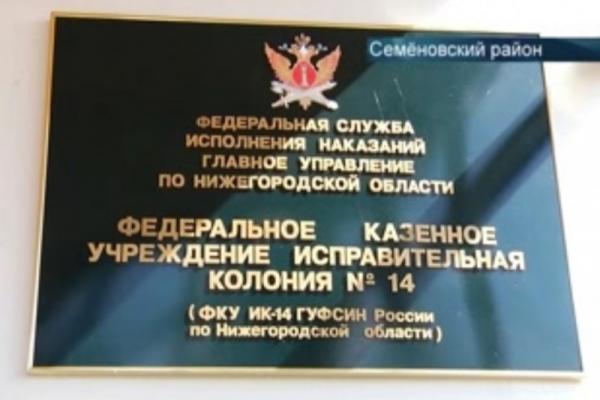 Семёновский район
ФЕДЕРАЛЬНАЯ СЛУЖБА
ИСПОЛНЕНИЯ НАКАЗАНИЙ
ГЛАВНОЕ УПРАВЛЕНИЕ
ПО НИЖЕГОРОДСКОЙ ОБЛАСТИ
ФЕДЕРАЛЬНОЕ КАЗЕННОЕ
УЧРЕЖДЕНИЕ ИСПРАВИТЕЛЬНАЯ
КОЛОНИЯ № 14
(ФКУ ИК-14 ГУФСИН России
по Нижегородской области)